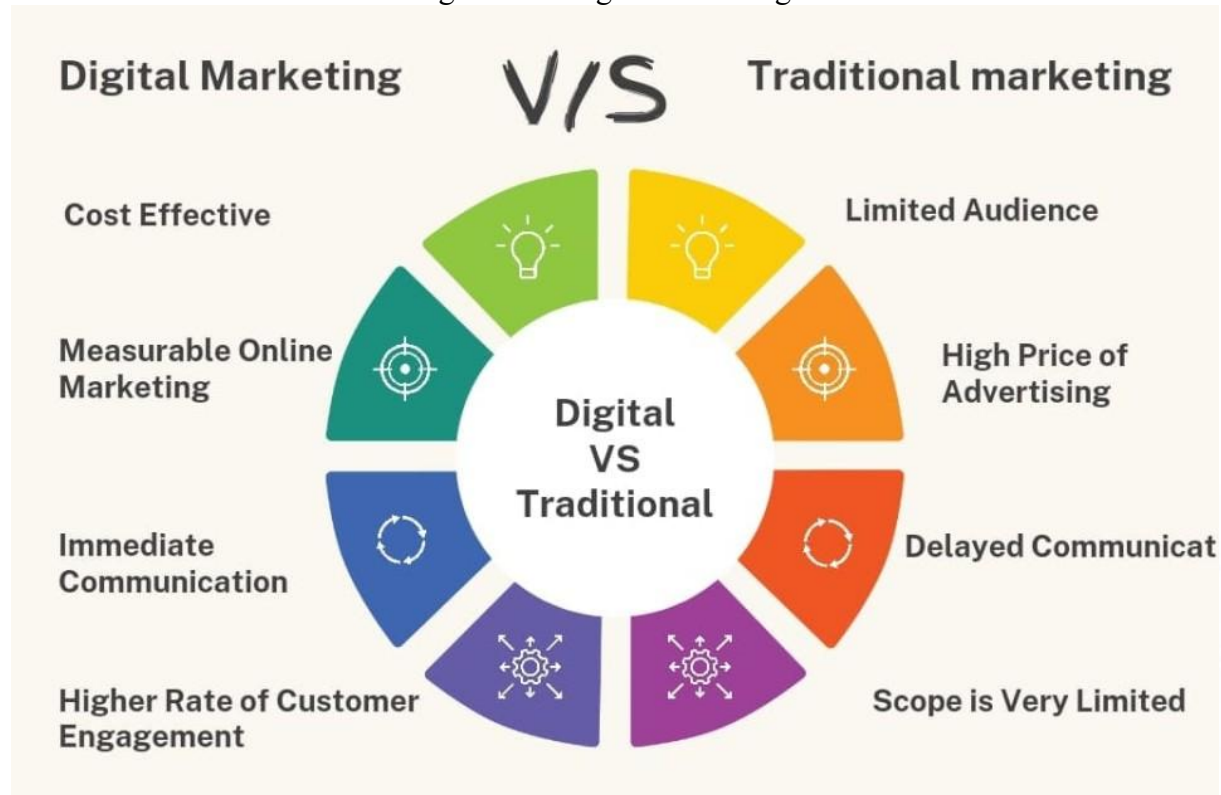 Digital Marketing
V/S
Traditional marketing
Cost Effective
Measurable Online
Marketing
Immediate
Communication
Higher Rate of Customer
Engagement
Digital
VS
Traditional
Limited Audience
High Price of
Advertising
Delayed Communicat
Scope is Very Limited